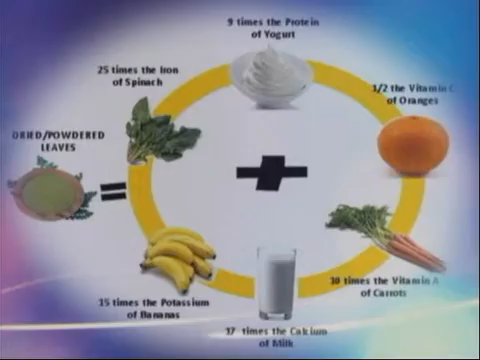 9 times the Protein
of Yogurt
25 times the Iron
of Spinach
1/2 the Vitamin C
of Oranges
DRIED/POWDERED
LEAVES
10 times the Vitamin A
of Carrots
15 times the Potassium
of Bananas
17 times the Calcium
of Milk